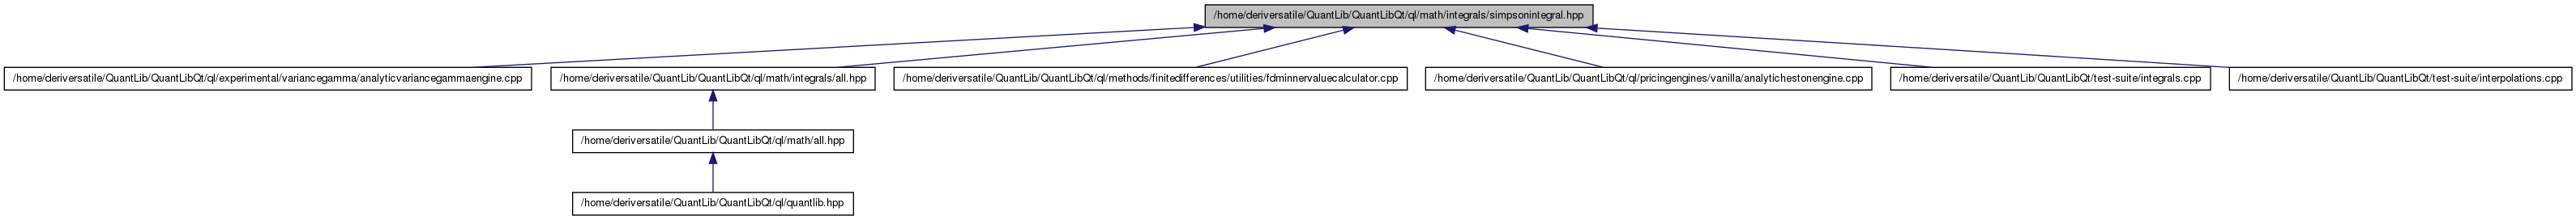 /home/deriversatile/QuantLib/QuantLibQt/ql/math/integrals/simpsonintegral.hpp
/home/deriversatile/QuantLib/QuantLibQt/ql/experimental/variancegamma/analyticvariancegammaengine.cpp
/home/deriversatile/QuantLib/QuantLibQt/ql/math/integrals/all.hpp
/home/deriversatile/QuantLib/QuantLibQt/ql/methods/finitedifferences/utilities/fdminnervaluecalculator.cpp
/home/deriversatile/QuantLib/QuantLibQt/ql/pricingengines/vanilla/analytichestonengine.cpp
/home/deriversatile/QuantLib/QuantLibQt/test-suite/integrals.cpp
/home/deriversatile/QuantLib/QuantLibQt/test-suite/interpolations.cpp
/home/deriversatile/QuantLib/QuantLibQt/ql/math/all.hpp
/home/deriversatile/QuantLib/QuantLibQt/ql/quantlib.hpp